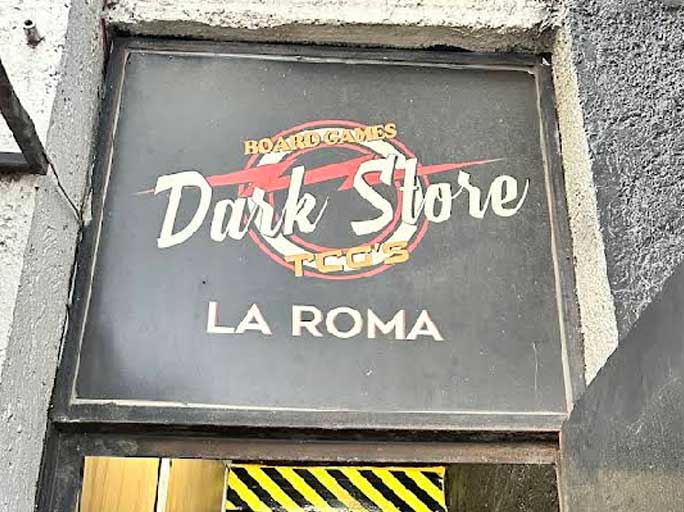 BOARD GAMES
Dark Store
TCG'S
LA ROMA